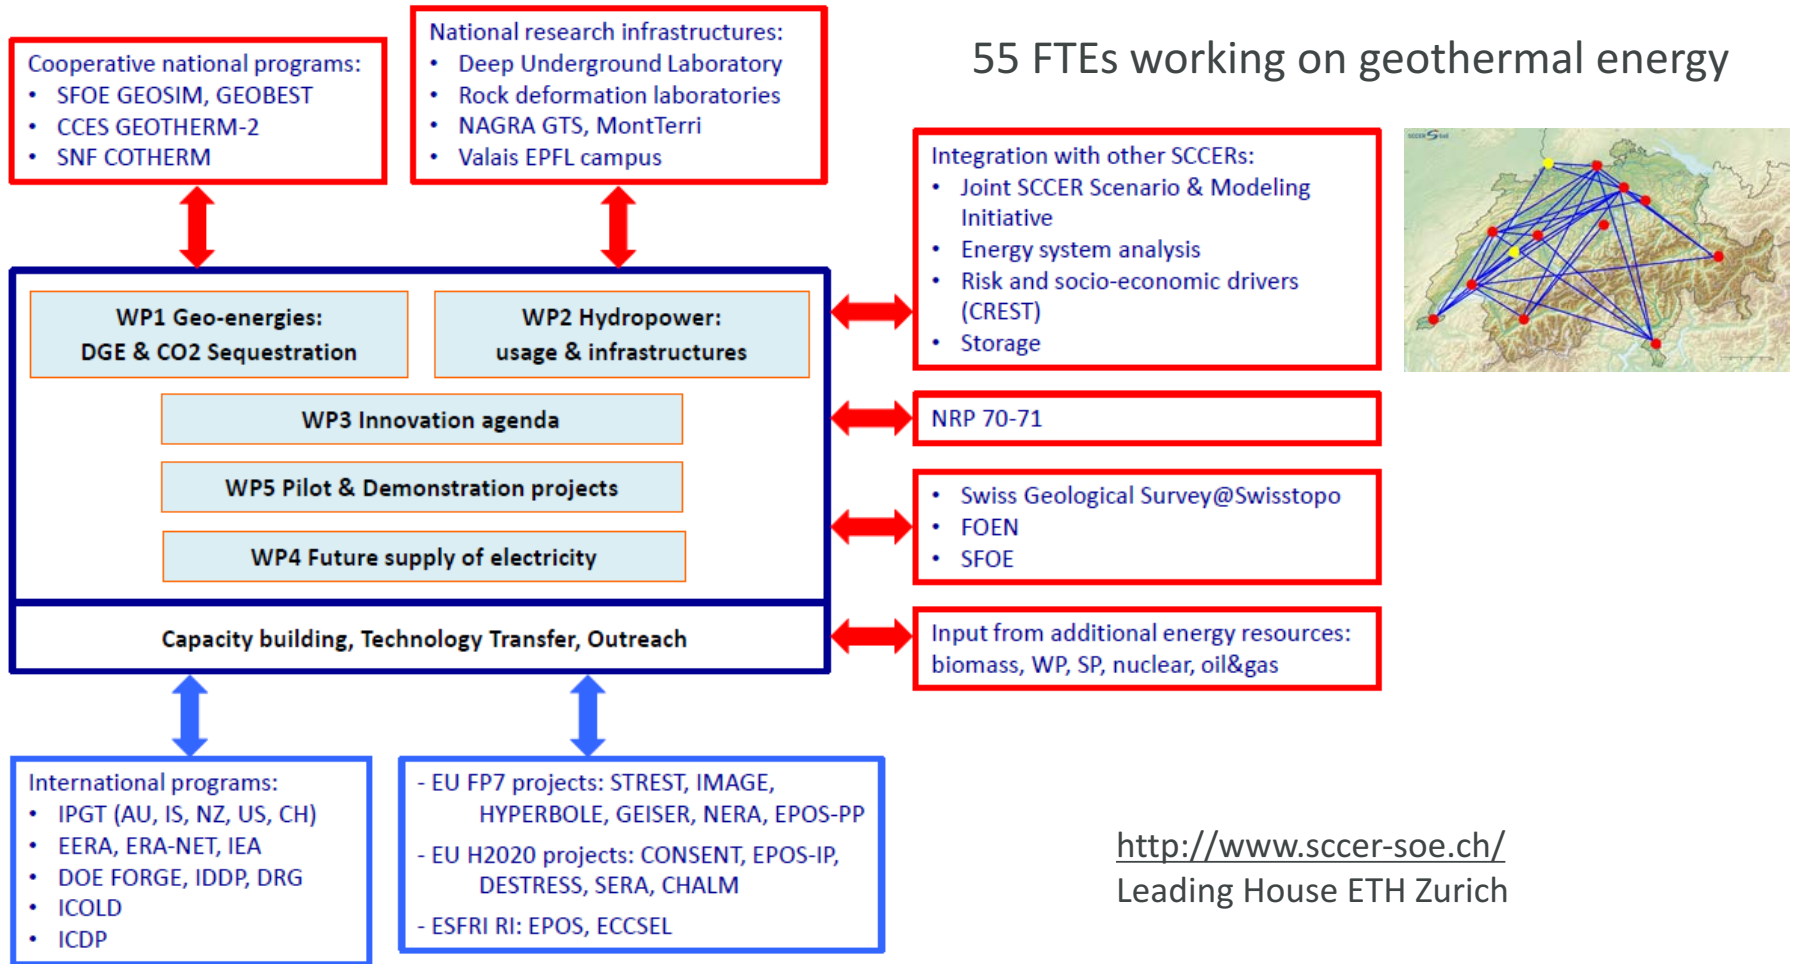 55 FTEs working on geothermal energy
Cooperative national programs:
• SFOE GEOSIM, GEOBEST
• CCES GEOTHERM-2
• SNF COTHERM
National research infrastructures:
• Deep Underground Laboratory
• Rock deformation laboratories
• NAGRA GTS, MontTerri
• Valais EPFL campus
Integration with other SCCERs:
• Joint SCCER Scenario & Modeling
Initiative
• Energy system analysis
• Risk and socio-economic drivers
(CREST)
• Storage
WP1 Geo-energies:
DGE & CO2 Sequestration
WP2 Hydropower:
usage & infrastructures
WP3 Innovation agenda
WP5 Pilot & Demonstration projects
WP4 Future supply of electricity
Capacity building, Technology Transfer, Outreach
NRP 70-71
• Swiss Geological Survey@Swisstopo
• FOEN
• SFOE
Input from additional energy resources:
biomass, WP, SP, nuclear, oil&gas
International programs:
• IPGT (AU, IS, NZ, US, CH)
• EERA, ERA-NET, IEA
• DOE FORGE, IDDP, DRG
• ICOLD
• ICDP
- EU FP7 projects: STREST, IMAGE,
HYPERBOLE, GEISER, NERA, EPOS-PP
- EU H2020 projects: CONSENT, EPOS-IP,
DESTRESS, SERA, CHALM
- ESFRI RI: EPOS, ECCSEL
http://www.sccer-soe.ch/
Leading House ETH Zurich